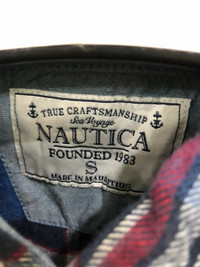 TRUE CRAFTSMANSHIP
Sea Voyage
NAUTICA
FOUNDED 1983
S
MADE IN MAURITIUS